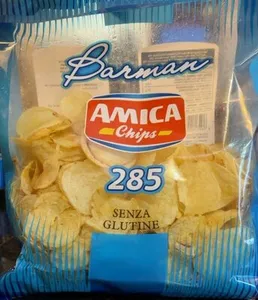 Barman
AMICA
Chips
285
SENZA
GLUTINE